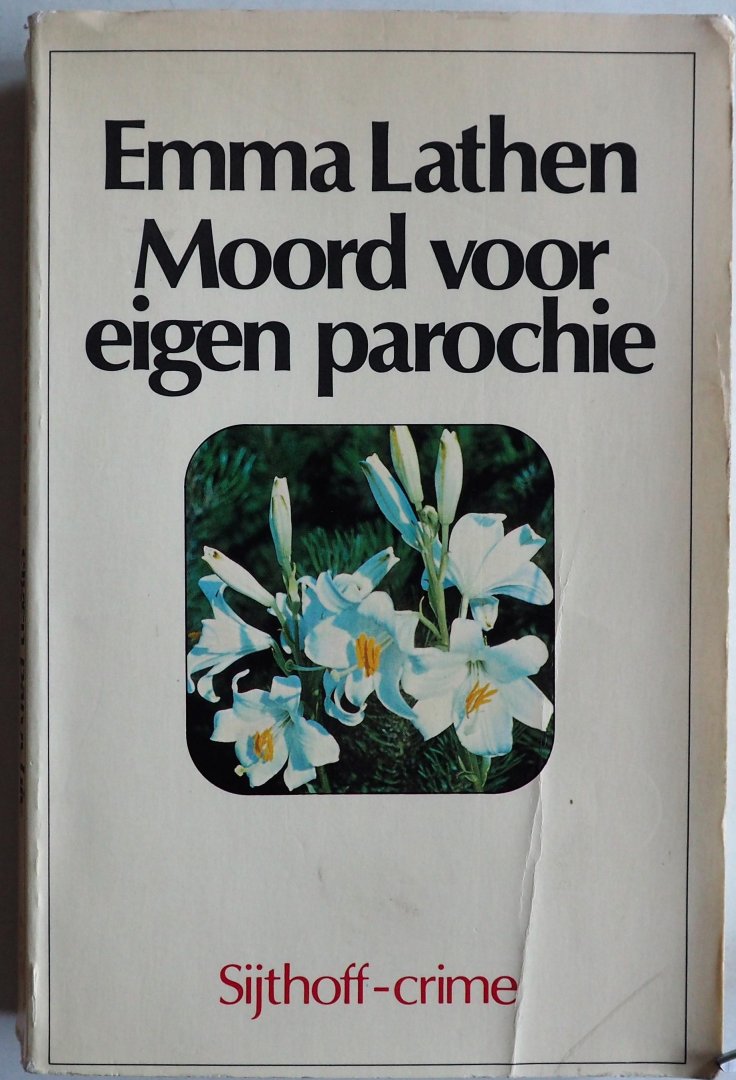 Emma Lathen
Moord voor
eigen parochie
Sijthoff-crime